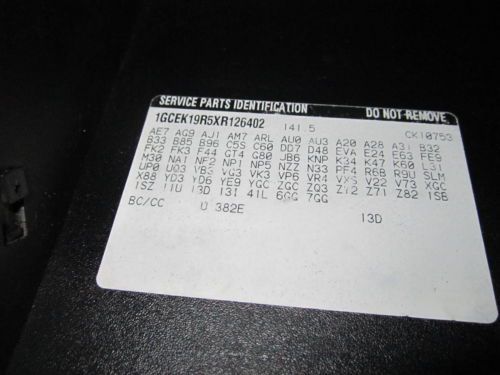 SERVICE PARTS IDENTIFICATION DO NOT REMOVE
1GCEK19R5XR126402 141.5 CK10753
AE7 AG9 AJ1 AM7 ARL AU0 AU3 A20 A28 A31 B32
B33 B85 B96 C5S C60 DD7 D48 EVA E24 E63 FE9
FK2 FK3 F44 GT4 G80 JB6 KNP K34 K47 K60 L31
M30 NA1 NF2 NP1 NP5 NZZ N33 PF4 R6B R9U SLM
UP0 U03 VB5 VG3 VK3 VP6 VR4 VXS V22 V73 XGC
X88 YD3 YD6 YE9 YGC ZGC ZQ3 ZY2 Z71 Z82 1SB
1SZ 11U 13D 13I 41L 6GG 7GG
BC/CC U 382E 13D